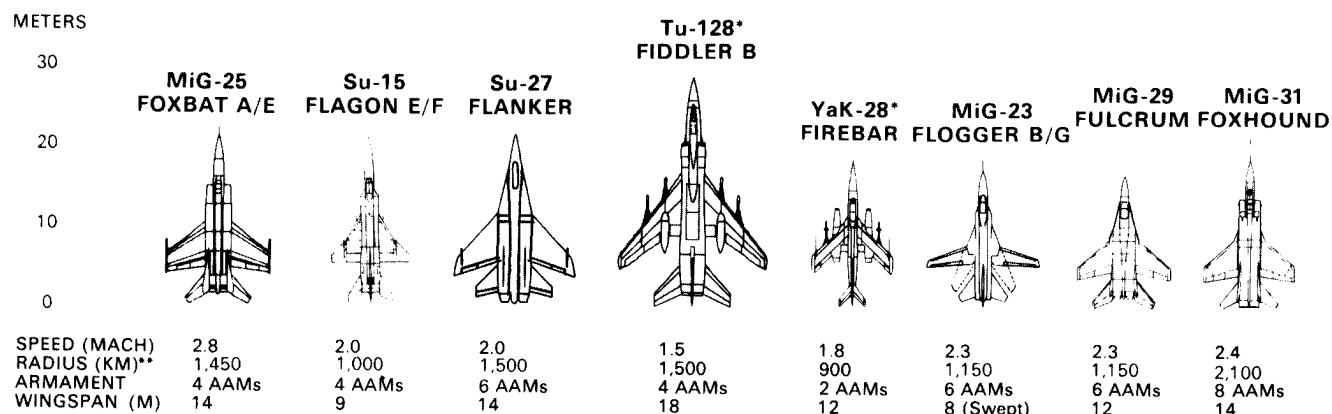 METERS
Tu-128*
FIDDLER B
30
MiG-25
FOXBAT A/E
Su-15
FLAGON E/F
Su-27
FLANKER
YaK-28*
FIREBAR
MiG-23
FLOGGER B/G
MiG-29
FULCRUM
MiG-31
FOXHOUND
20
10
0
SPEED (MACH) 2.8 2.0 2.0 1.5 1.8 2.3 2.3 2.4
RADIUS (KM)** 1,450 1,000 1,500 1,500 900 1,150 1,150 2,100
ARMAMENT 4 AAMs 4 AAMs 6 AAMs 4 AAMs 2 AAMs 6 AAMs 6 AAMs 8 AAMs
WINGSPAN (M) 14 9 14 18 12 8 (Swept) 12 14